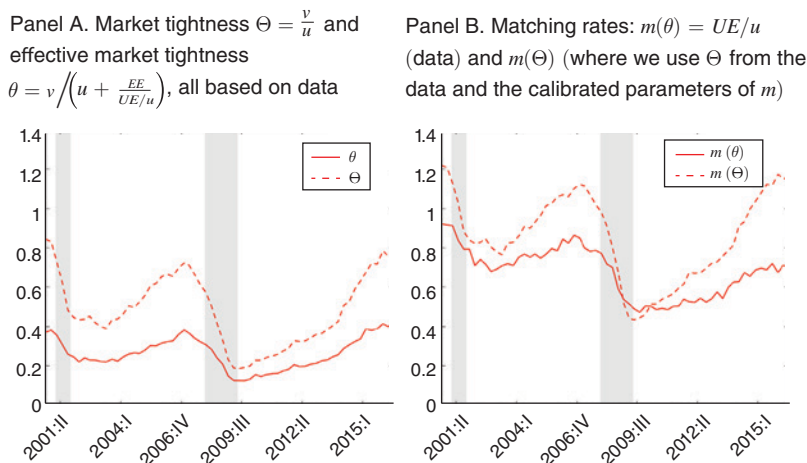 Panel A. Market tightness Θ = v/u and
effective market tightness
θ = v/(u + EE/(UE/u)), all based on data
1.4
1.2
1
0.8
0.6
0.4
0.2
0
θ
Θ
2001:II
2004:I
2006:IV
2009:III
2012:II
2015:I
Panel B. Matching rates: m(θ) = UE/u
(data) and m(Θ) (where we use Θ from the
data and the calibrated parameters of m)
1.4
1.2
1
0.8
0.6
0.4
0.2
0
m (θ)
m (Θ)
2001:II
2004:I
2006:IV
2009:III
2012:II
2015:I